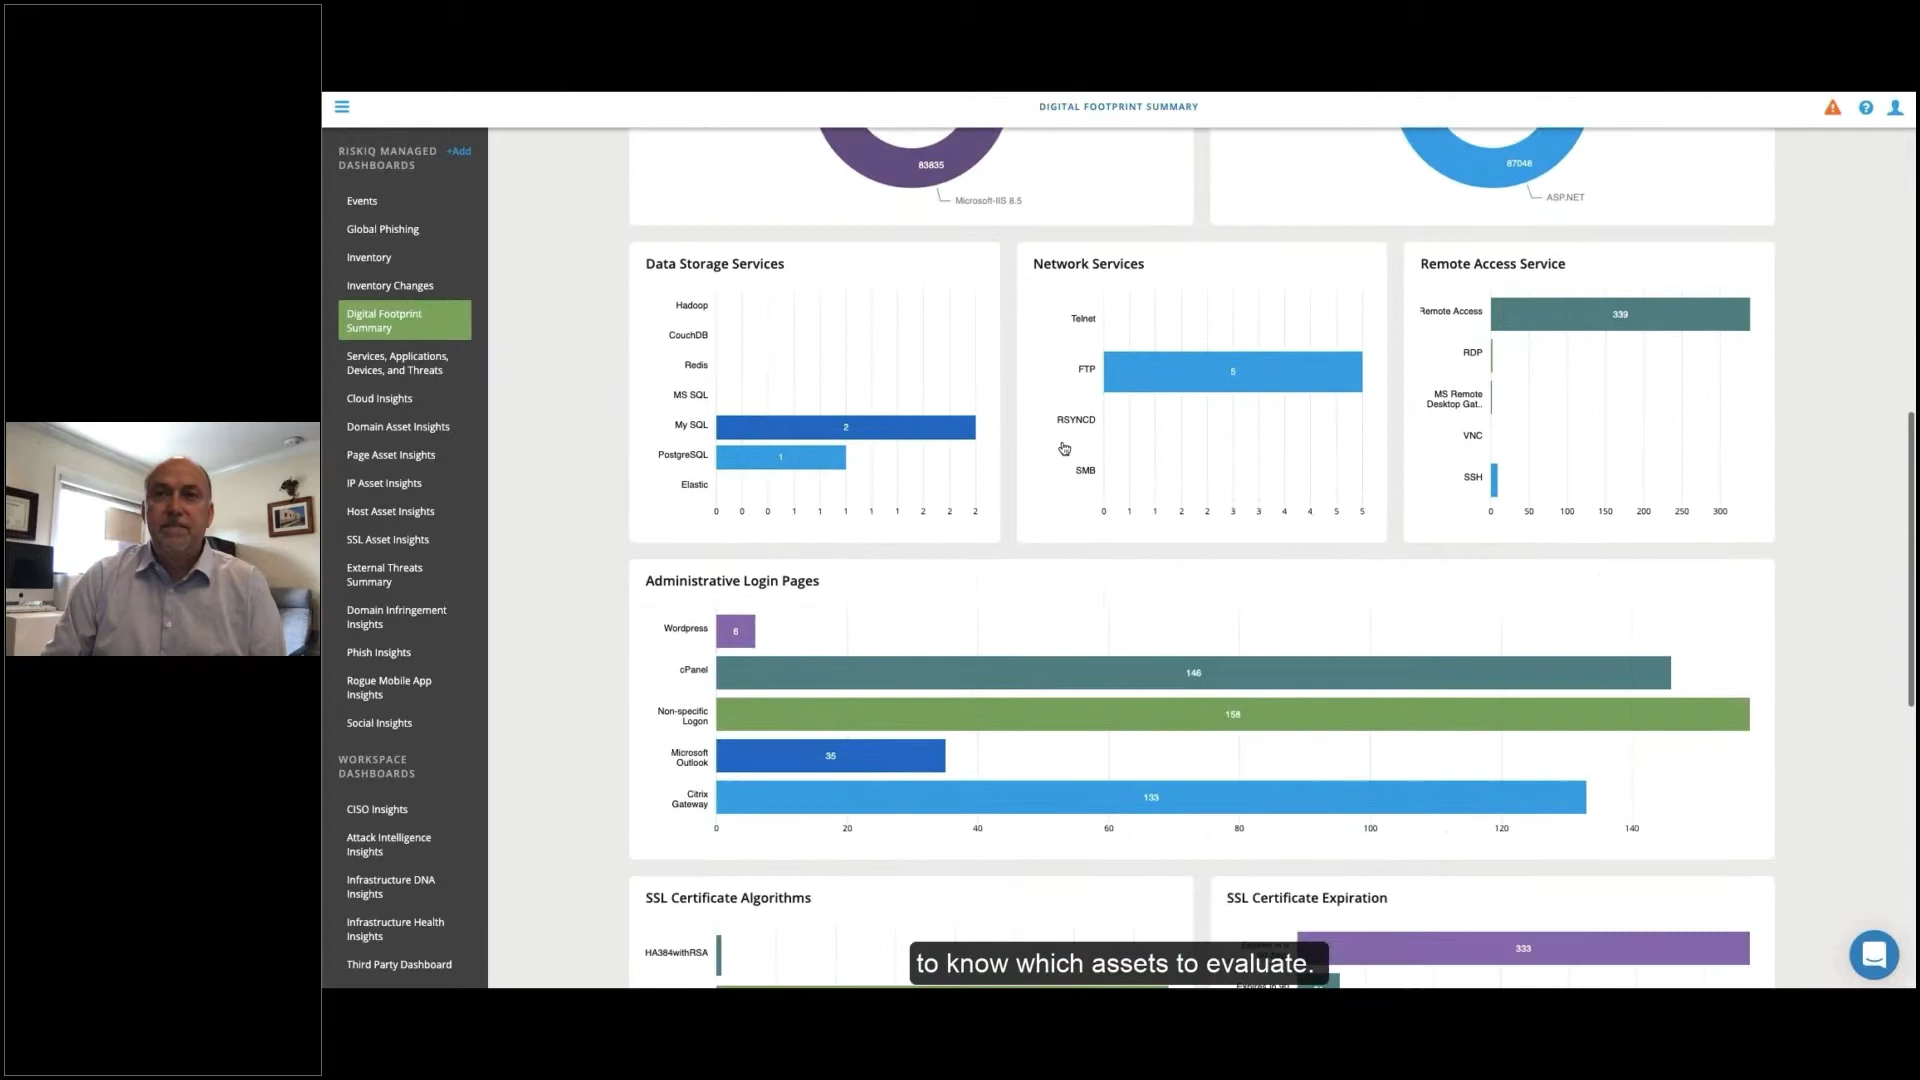 DIGITAL FOOTPRINT SUMMARY
RISKIQ MANAGED +Add
DASHBOARDS
Events
Global Phishing
Inventory
Inventory Changes
Digital Footprint
Summary
Services, Applications,
Devices, and Threats
Cloud Insights
Domain Asset Insights
Page Asset Insights
IP Asset Insights
Host Asset Insights
SSL Asset Insights
External Threats
Summary
Domain Infringement
Insights
Phish Insights
Rogue Mobile App
Insights
Social Insights
WORKSPACE
DASHBOARDS
CISO Insights
Attack Intelligence
Insights
Infrastructure DNA
Insights
Infrastructure Health
Insights
Third Party Dashboard
83835
Microsoft-IIS 8.5
87048
ASP.NET
Data Storage Services
Hadoop
CouchDB
Redis
MS SQL
My SQL 2
PostgreSQL 1
Elastic
0 0 0 1 1 1 1 1 2 2 2
Network Services
Telnet
FTP 5
RSYNCD
SMB
0 1 1 2 2 3 3 4 4 5 5
Remote Access Service
Remote Access 339
RDP
MS Remote
Desktop Gat..
VNC
SSH
0 50 100 150 200 250 300
Administrative Login Pages
Wordpress 6
cPanel 146
Non-specific
Logon 158
Microsoft
Outlook 35
Citrix
Gateway 133
0 20 40 60 80 100 120 140
SSL Certificate Algorithms
HA384withRSA
SSL Certificate Expiration
333
to know which assets to evaluate.